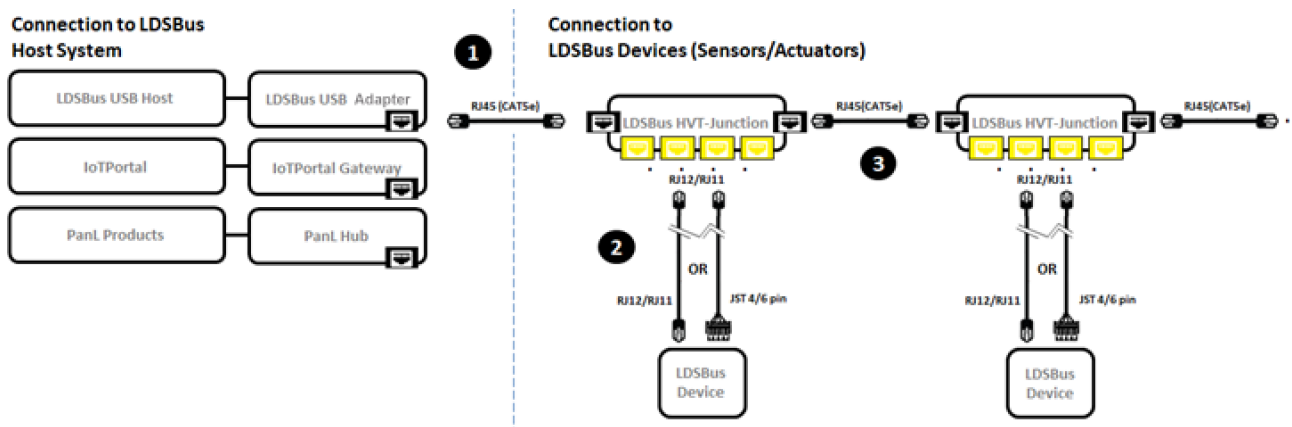 Connection to LDSBus
Host System
LDSBus USB Host
LDSBus USB Adapter
IoTPortal
IoTPortal Gateway
PanL Products
PanL Hub
1
RJ45 (CAT5e)
Connection to
LDSBus Devices (Sensors/Actuators)
LDSBus HVT-Junction
RJ45(CAT5e)
LDSBus HVT-Junction
RJ45(CAT5e)
3
RJ12/RJ11
RJ12/RJ11
2
OR
OR
RJ12/RJ11
JST 4/6 pin
RJ12/RJ11
JST 4/6 pin
LDSBus
Device
LDSBus
Device